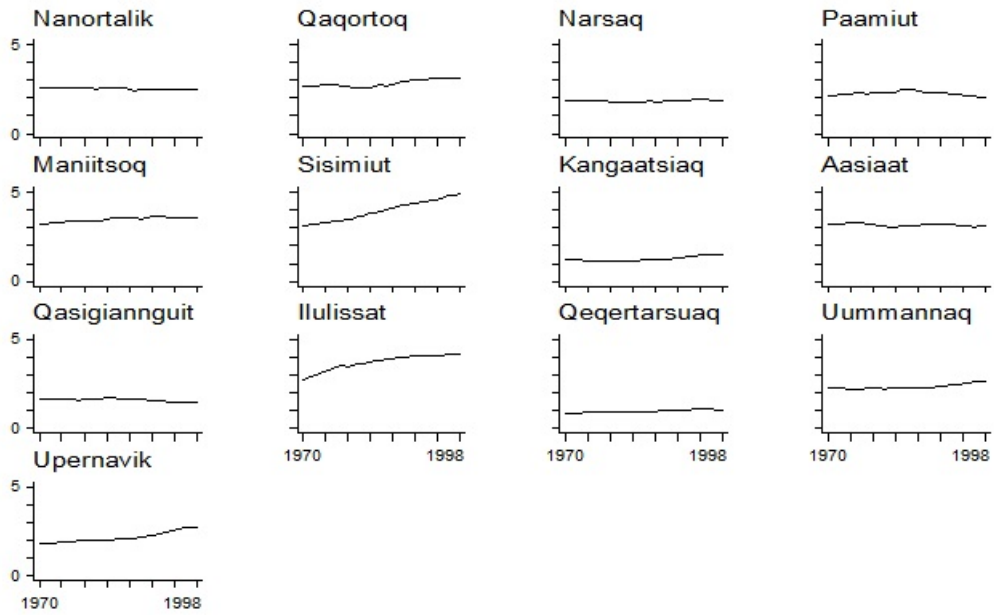 Nanortalik Qaqortoq Narsaq Paamiut
5
0
Maniitsoq Sisimiut Kangaatsiaq Aasiaat
5
0
Qasigiannguit Ilulissat Qeqertarsuaq Uummannaq
5
0
1970 1998 1970 1998 1970 1998
Upernavik
5
0
1970 1998